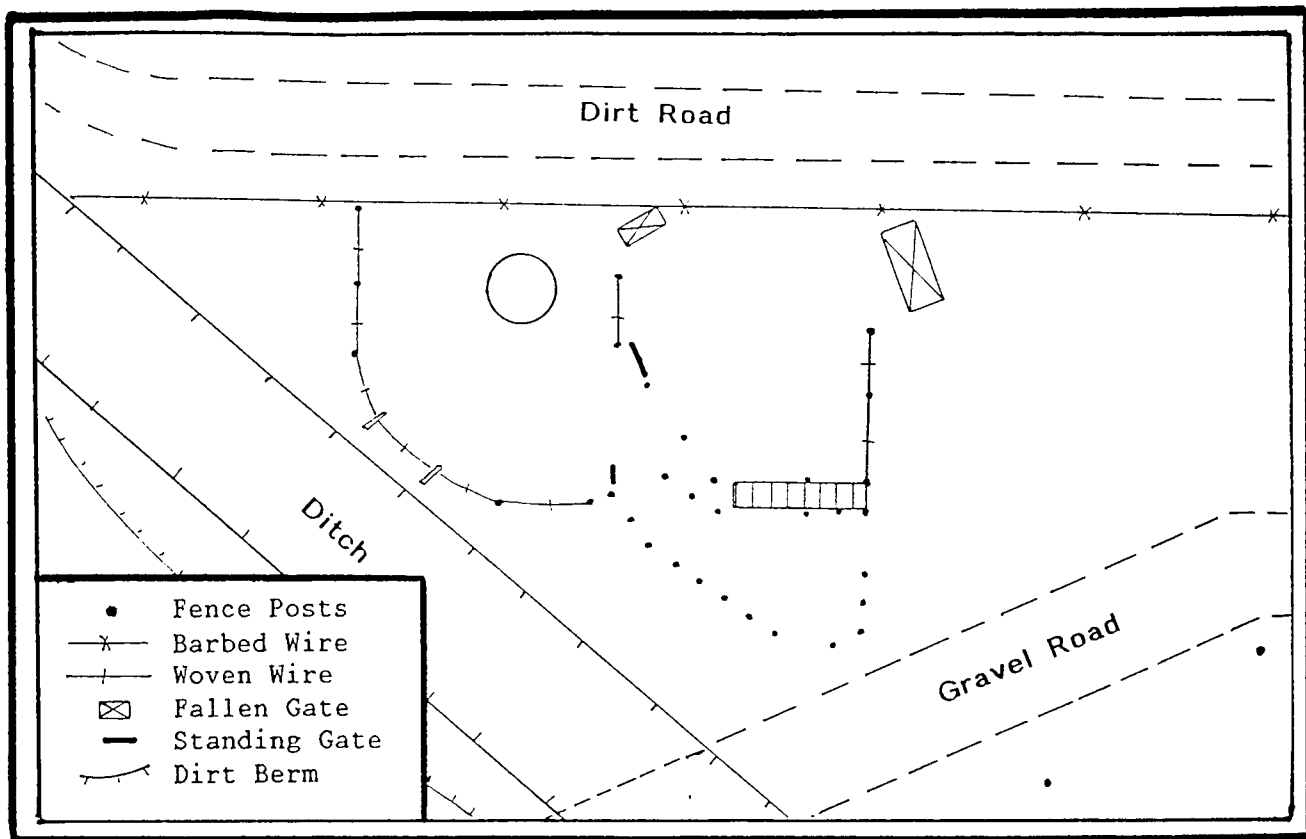 Dirt Road
Ditch
Gravel Road
Fence Posts
Barbed Wire
Woven Wire
Fallen Gate
Standing Gate
Dirt Berm